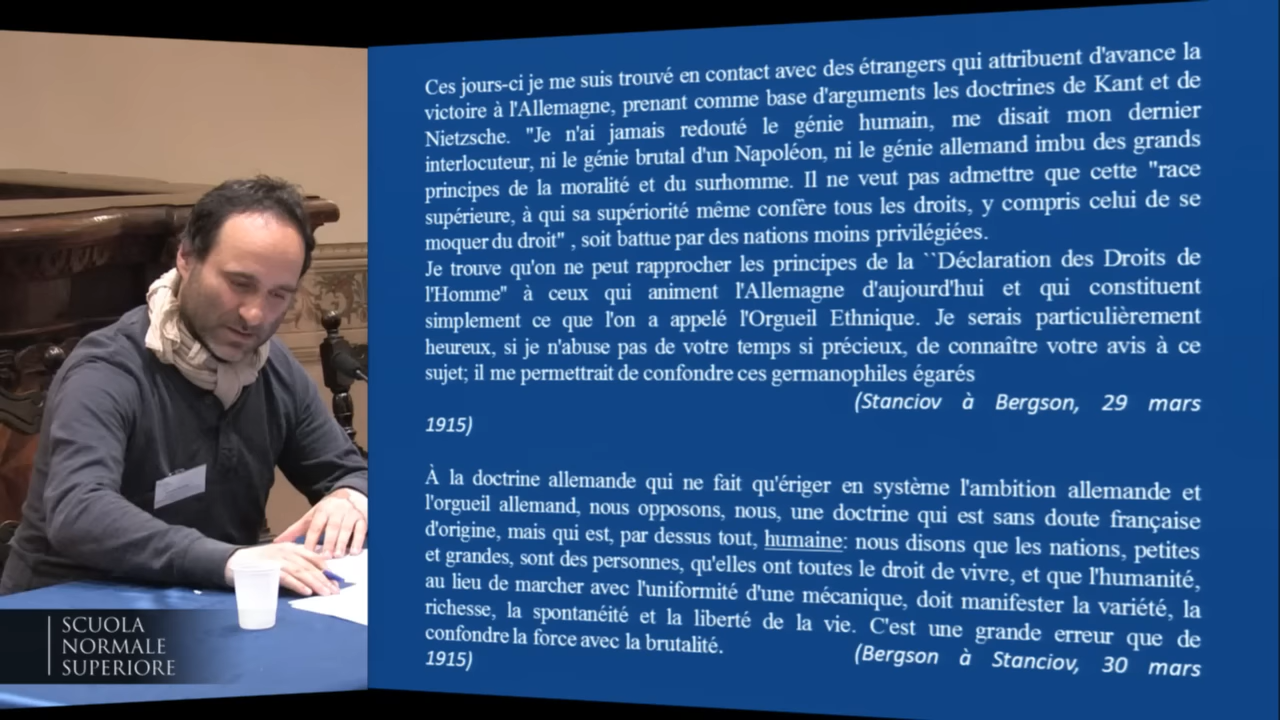 Ces jours-ci je me suis trouvé en contact avec des étrangers qui attribuent d'avance la
victoire à l'Allemagne, prenant comme base d'arguments les doctrines de Kant et de
Nietzsche. "Je n'ai jamais redouté le génie humain, me disait mon dernier
interlocuteur, ni le génie brutal d'un Napoléon, ni le génie allemand imbu des grands
principes de la moralité et du surhomme. Il ne veut pas admettre que cette "race
supérieure, à qui sa supériorité même confère tous les droits, y compris celui de se
moquer du droit" , soit battue par des nations moins privilégiées.
Je trouve qu'on ne peut rapprocher les principes de la ``Déclaration des Droits de
l'Homme" à ceux qui animent l'Allemagne d'aujourd'hui et qui constituent
simplement ce que l'on a appelé l'Orgueil Ethnique. Je serais particulièrement
heureux, si je n'abuse pas de votre temps si précieux, de connaître votre avis à ce
sujet; il me permettrait de confondre ces germanophiles égarés
(Stanciov à Bergson, 29 mars
1915)
À la doctrine allemande qui ne fait qu'ériger en système l'ambition allemande et
l'orgueil allemand, nous opposons, nous, une doctrine qui est sans doute française
d'origine, mais qui est, par dessus tout, humaine: nous disons que les nations, petites
et grandes, sont des personnes, qu'elles ont toutes le droit de vivre, et que l'humanité,
au lieu de marcher avec l'uniformité d'une mécanique, doit manifester la variété, la
richesse, la spontanéité et la liberté de la vie. C'est une grande erreur que de
confondre la force avec la brutalité. (Bergson à Stanciov, 30 mars
1915)
SCUOLA
NORMALE
SUPERIORE